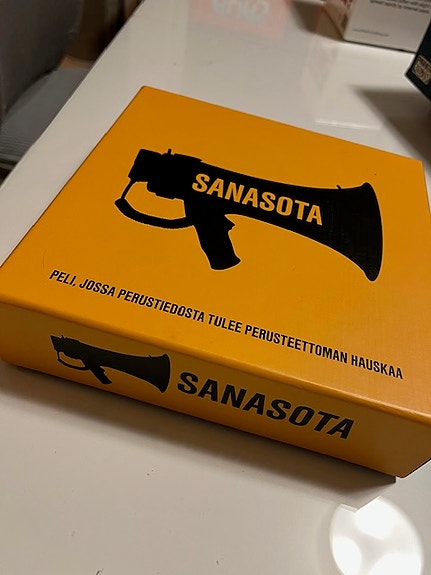 SANASOTA
PELI, JOSSA PERUSTIEDOSTA TULEE PERUSTEETTOMAN HAUSKAA
SANASOTA